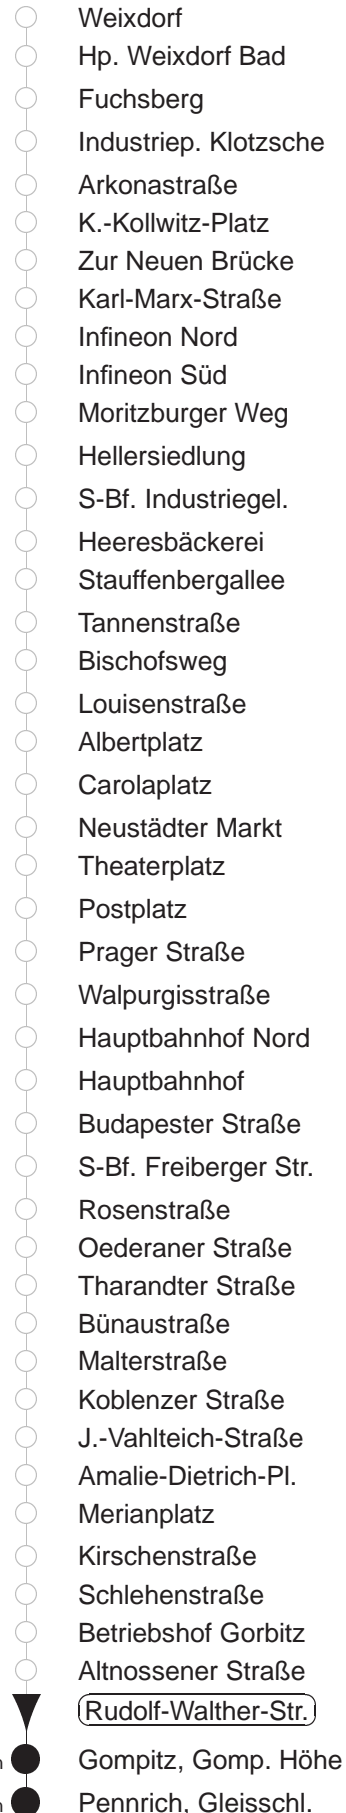 Weixdorf
Hp. Weixdorf Bad
Fuchsberg
Industriep. Klotzsche
Arkonastraße
K.-Kollwitz-Platz
Zur Neuen Brücke
Karl-Marx-Straße
Infineon Nord
Infineon Süd
Moritzburger Weg
Hellersiedlung
S-Bf. Industriegel.
Heeresbäckerei
Stauffenbergallee
Tannenstraße
Bischofsweg
Louisenstraße
Albertplatz
Carolaplatz
Neustädter Markt
Theaterplatz
Postplatz
Prager Straße
Walpurgisstraße
Hauptbahnhof Nord
Hauptbahnhof
Budapester Straße
S-Bf. Freiberger Str.
Rosenstraße
Oederaner Straße
Tharandter Straße
Bünaustraße
Malterstraße
Koblenzer Straße
J.-Vahlteich-Straße
Amalie-Dietrich-Pl.
Merianplatz
Kirschenstraße
Schlehenstraße
Betriebshof Gorbitz
Altnossener Straße
Rudolf-Walther-Str.
Gompitz, Gomp. Höhe
Pennrich, Gleisschl.